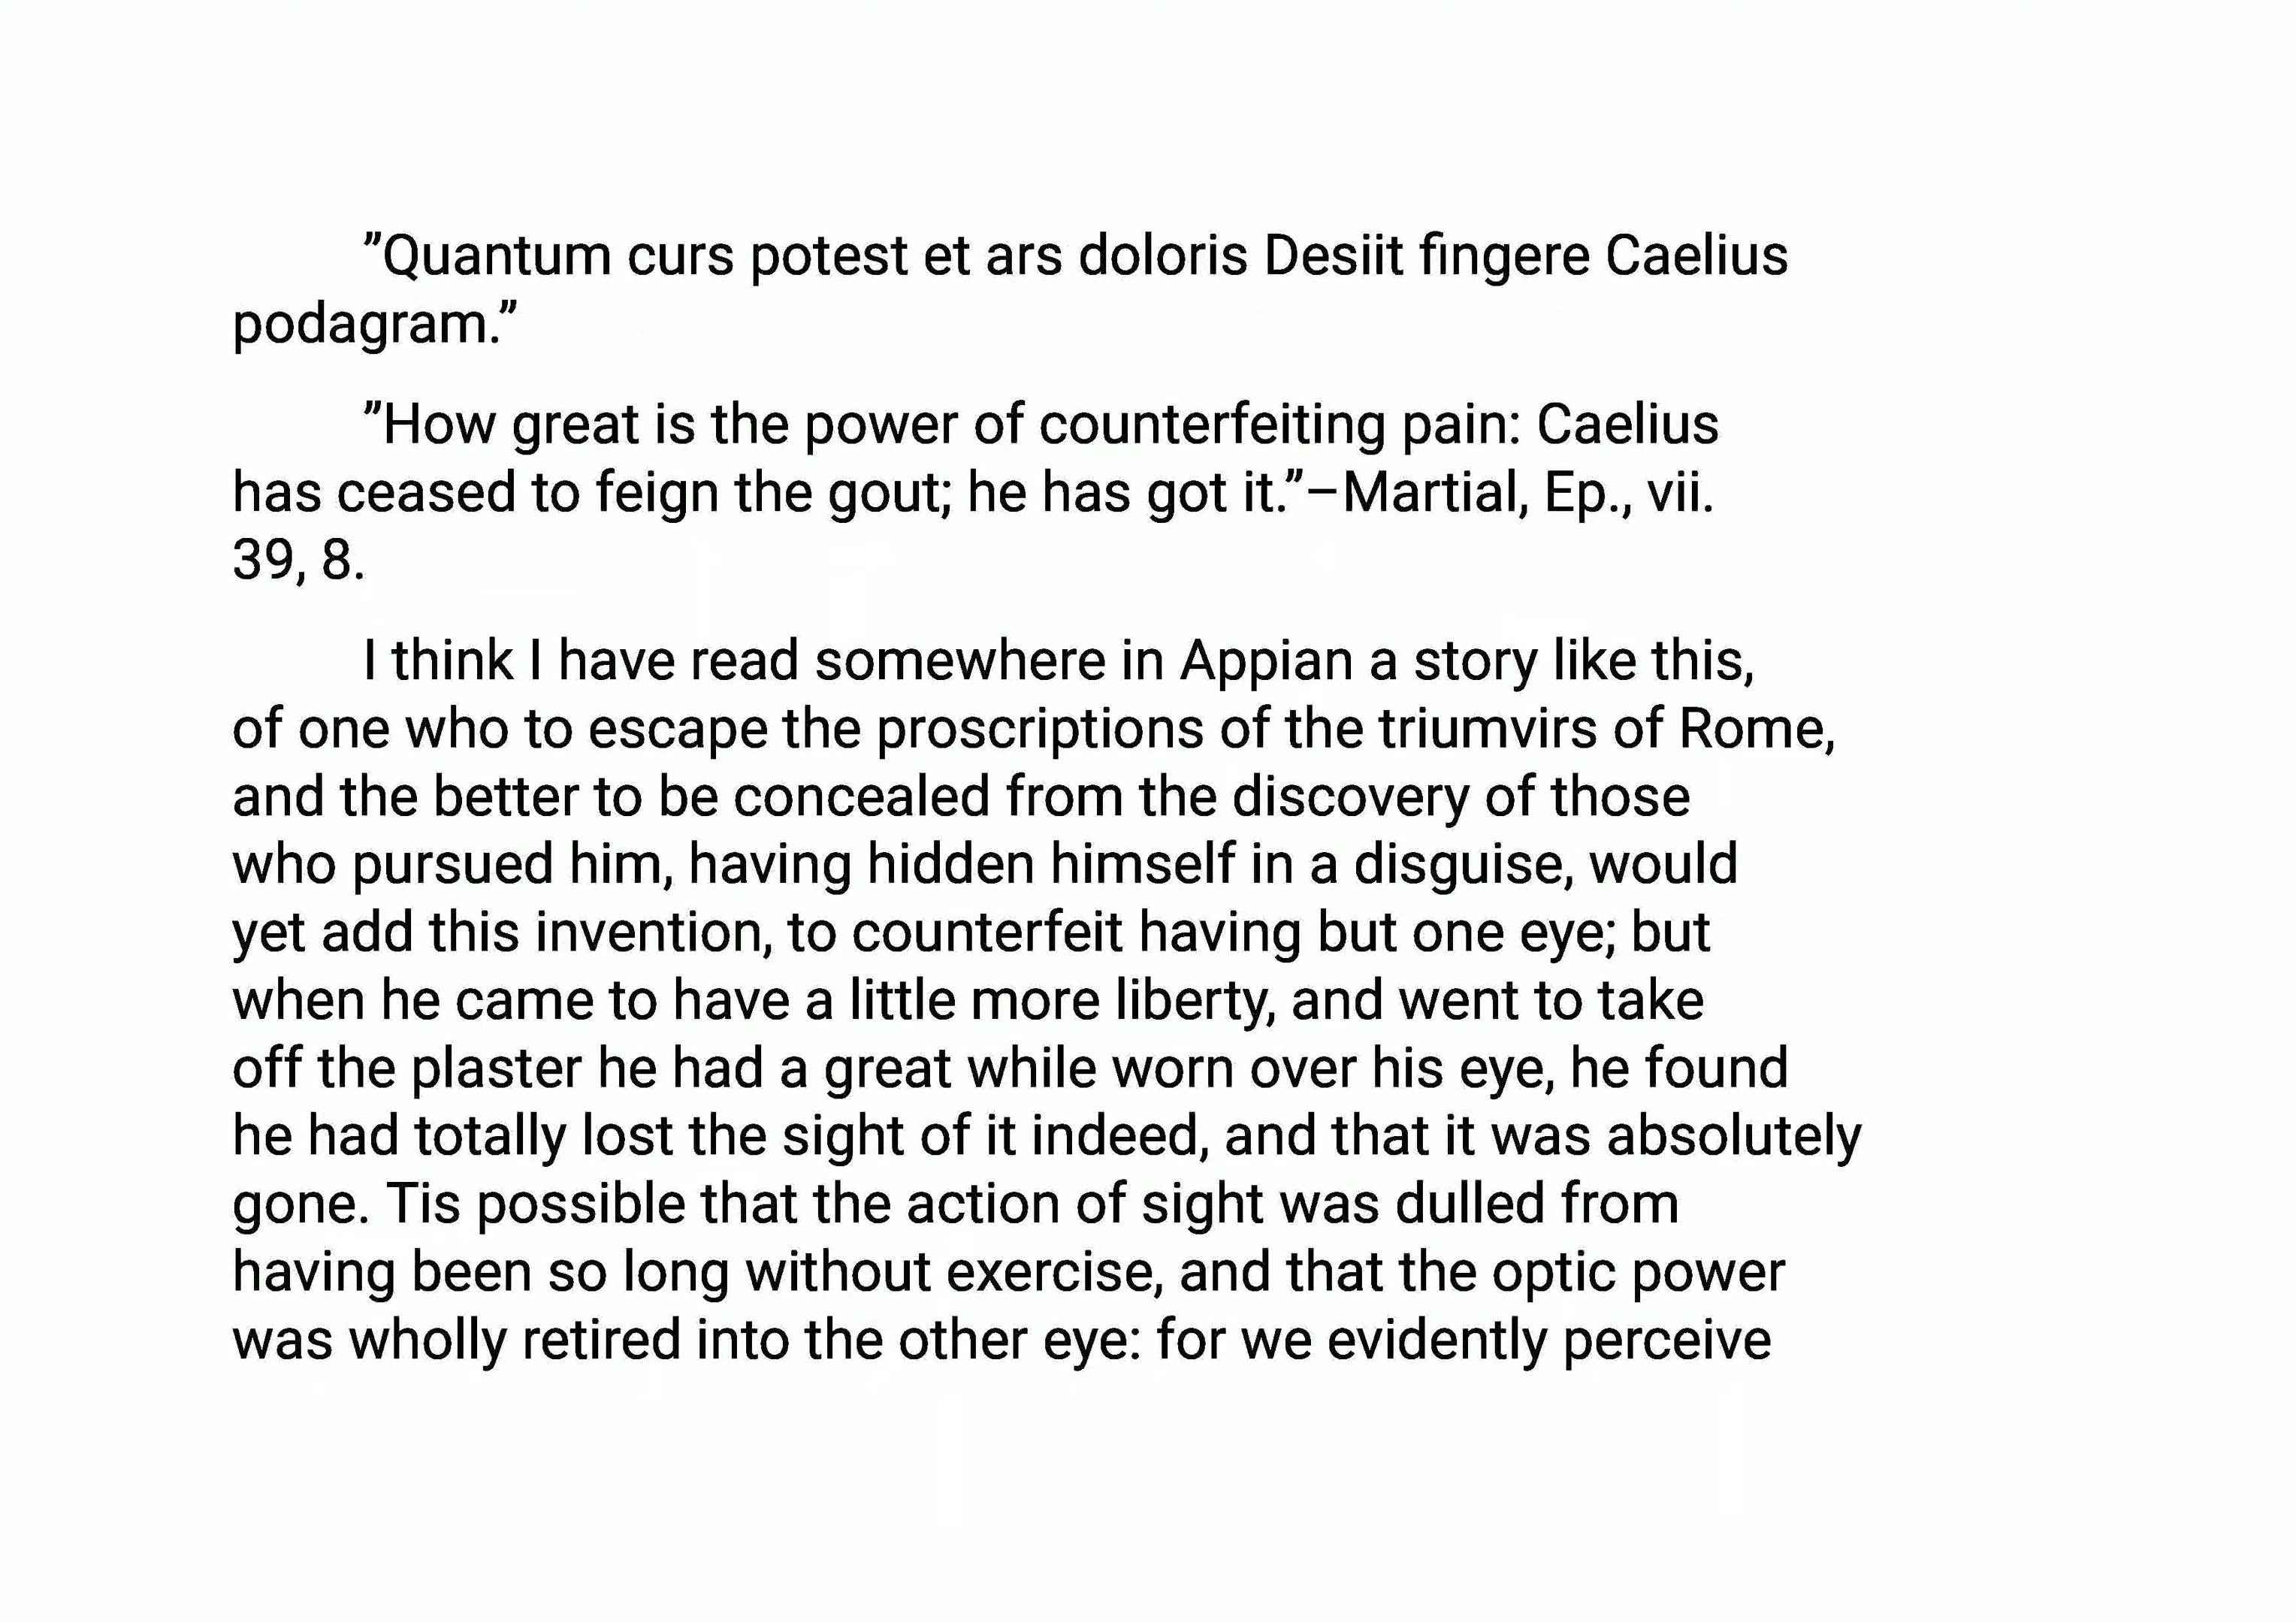 ”Quantum curs potest et ars doloris Desiit fingere Caelius
podagram.”
”How great is the power of counterfeiting pain: Caelius
has ceased to feign the gout; he has got it.”–Martial, Ep., vii.
39, 8.
I think I have read somewhere in Appian a story like this,
of one who to escape the proscriptions of the triumvirs of Rome,
and the better to be concealed from the discovery of those
who pursued him, having hidden himself in a disguise, would
yet add this invention, to counterfeit having but one eye; but
when he came to have a little more liberty, and went to take
off the plaster he had a great while worn over his eye, he found
he had totally lost the sight of it indeed, and that it was absolutely
gone. Tis possible that the action of sight was dulled from
having been so long without exercise, and that the optic power
was wholly retired into the other eye: for we evidently perceive